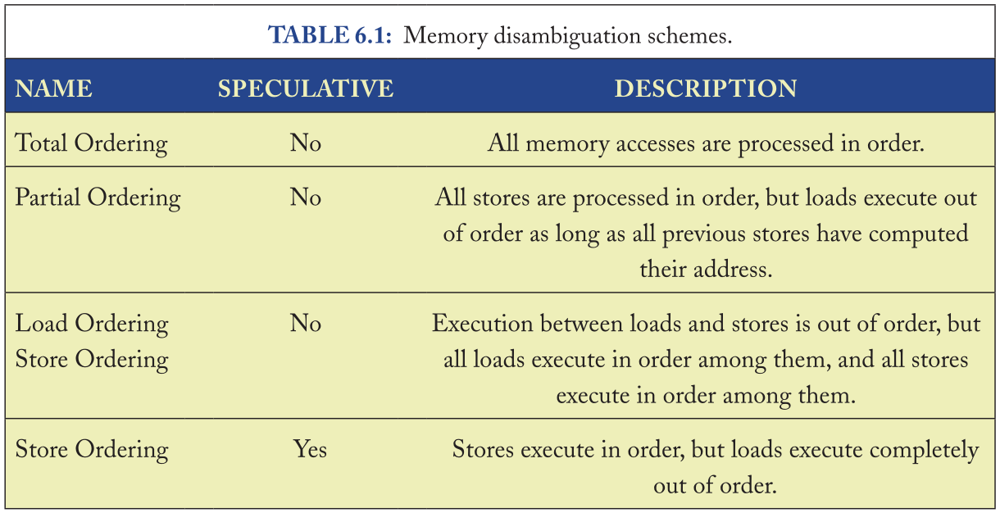 TABLE 6.1: Memory disambiguation schemes.
NAME SPECULATIVE DESCRIPTION
Total Ordering No All memory accesses are processed in order.
Partial Ordering No All stores are processed in order, but loads execute out
of order as long as all previous stores have computed
their address.
Load Ordering No Execution between loads and stores is out of order, but
Store Ordering all loads execute in order among them, and all stores
execute in order among them.
Store Ordering Yes Stores execute in order, but loads execute completely
out of order.